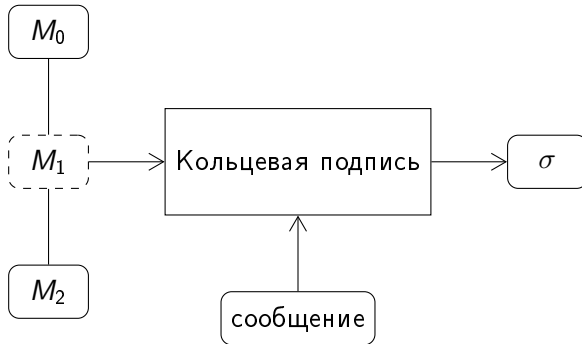 M₀
M₁
Кольцевая подпись
σ
M₂
сообщение